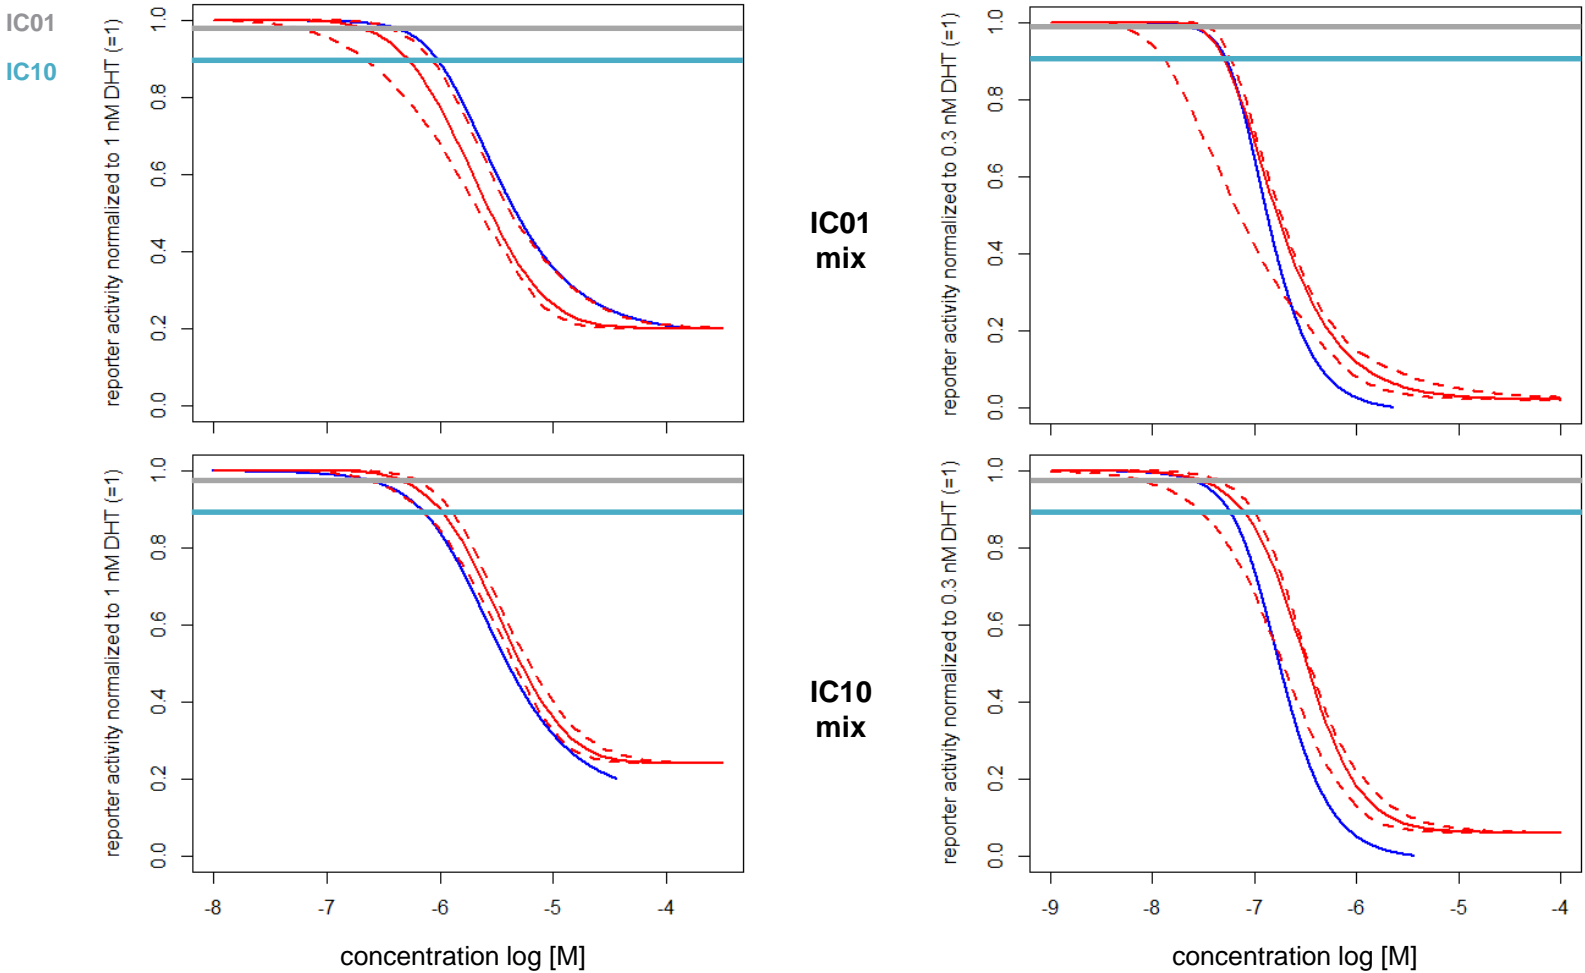 IC01
IC10
reporter activity normalized to 1 nM DHT (=1)
0.0
0.2
0.4
0.6
0.8
1.0
IC01
mix
reporter activity normalized to 0.3 nM DHT (=1)
0.0
0.2
0.4
0.6
0.8
1.0
reporter activity normalized to 1 nM DHT (=1)
0.0
0.2
0.4
0.6
0.8
1.0
-8 -7 -6 -5 -4
concentration log [M]
IC10
mix
reporter activity normalized to 0.3 nM DHT (=1)
0.0
0.2
0.4
0.6
0.8
1.0
-9 -8 -7 -6 -5 -4
concentration log [M]